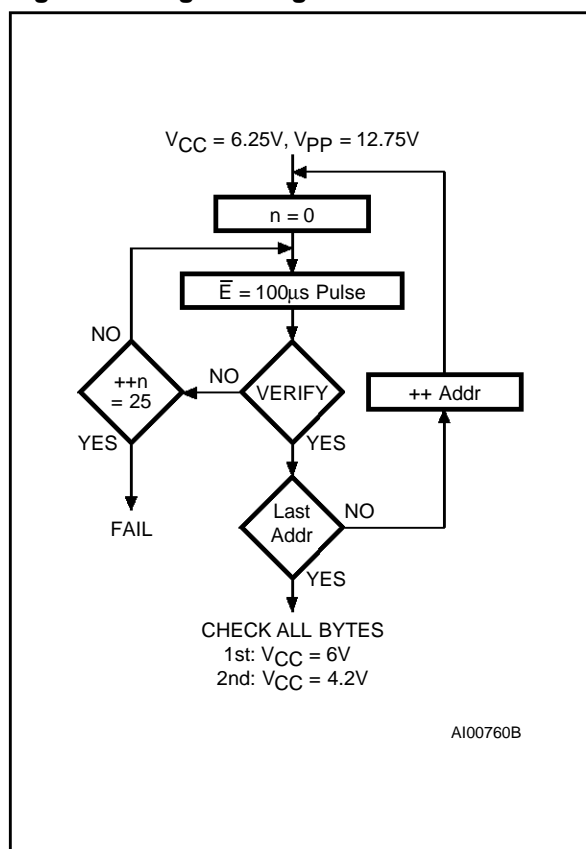 VCC = 6.25V, VPP = 12.75V
n = 0
E̅ = 100µs Pulse
NO
++n
= 25
NO
VERIFY
++ Addr
YES
YES
Last
Addr
NO
FAIL
YES
CHECK ALL BYTES
1st: VCC = 6V
2nd: VCC = 4.2V
AI00760B